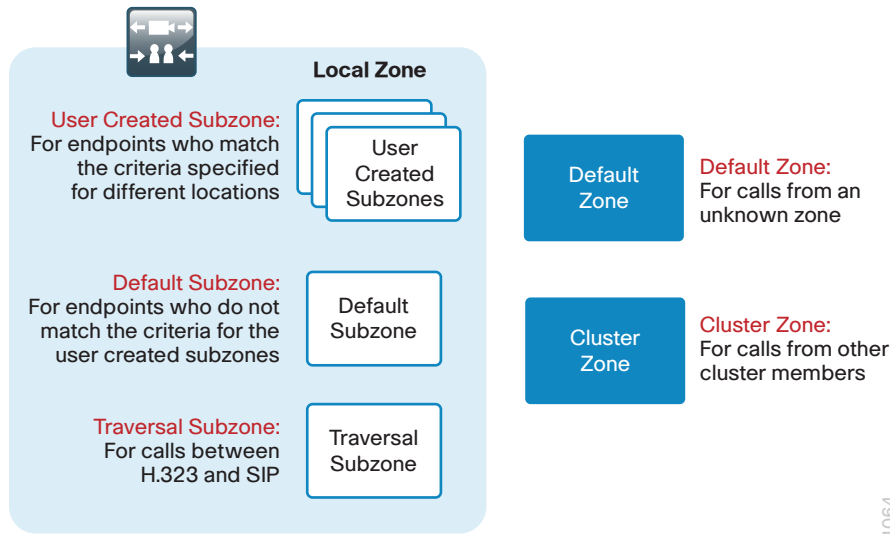 Local Zone
User Created Subzone:
For endpoints who match
the criteria specified
for different locations
User
Created
Subzones
Default Subzone:
For endpoints who do not
match the criteria for the
user created subzones
Default
Subzone
Traversal Subzone:
For calls between
H.323 and SIP
Traversal
Subzone
Default
Zone
Default Zone:
For calls from an
unknown zone
Cluster
Zone
Cluster Zone:
For calls from other
cluster members